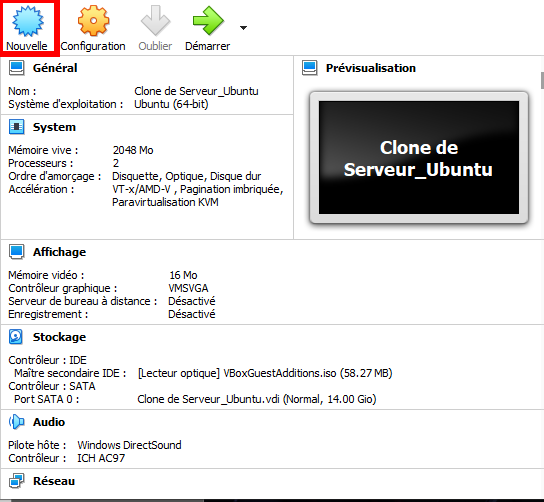 Nouvelle Configuration Oublier Démarrer
Général
Nom : Clone de Serveur_Ubuntu
Système d'exploitation : Ubuntu (64-bit)
System
Mémoire vive : 2048 Mo
Processeurs : 2
Ordre d'amorçage : Disquette, Optique, Disque dur
Accélération : VT-x/AMD-V , Pagination imbriquée,
Paravirtualisation KVM
Prévisualisation
Clone de
Serveur_Ubuntu
Affichage
Mémoire vidéo : 16 Mo
Contrôleur graphique : VMSVGA
Serveur de bureau à distance : Désactivé
Enregistrement : Désactivé
Stockage
Contrôleur : IDE
Maître secondaire IDE : [Lecteur optique] VBoxGuestAdditions.iso (58.27 MB)
Contrôleur : SATA
Port SATA 0 : Clone de Serveur_Ubuntu.vdi (Normal, 14.00 Gio)
Audio
Pilote hôte : Windows DirectSound
Contrôleur : ICH AC97
Réseau